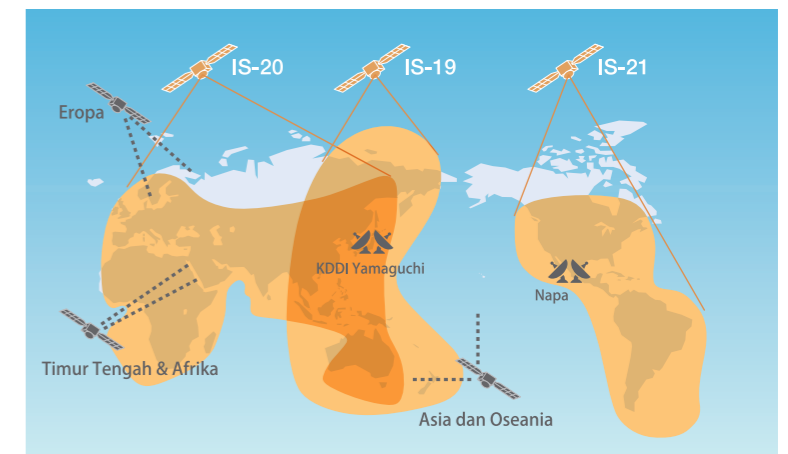 IS-20
IS-19
IS-21
Eropa
KDDI Yamaguchi
Napa
Timur Tengah & Afrika
Asia dan Oseania